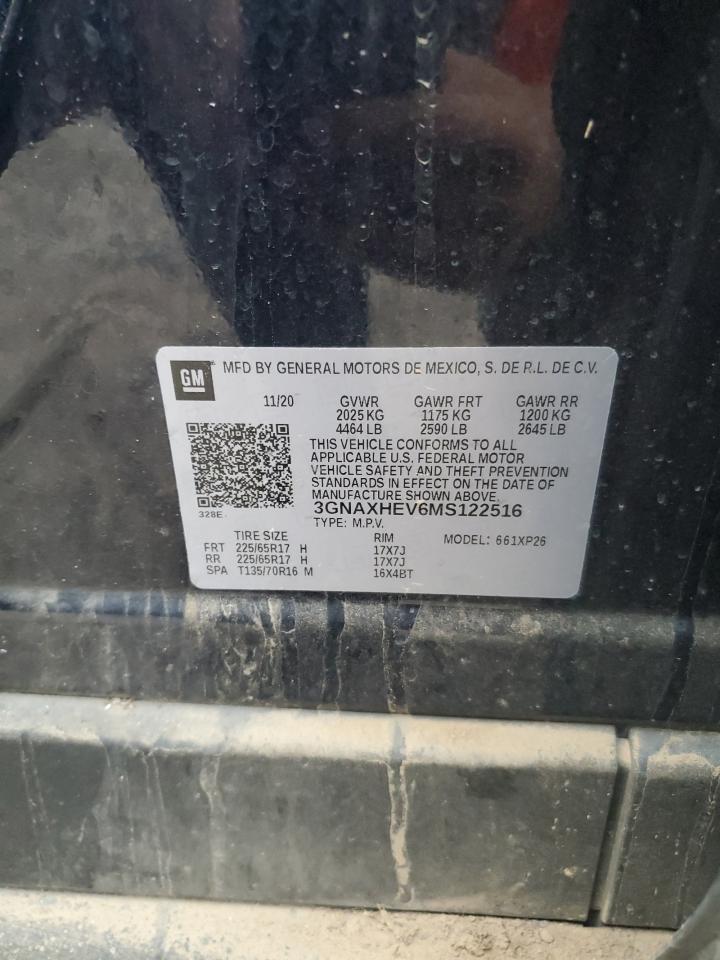 GM MFD BY GENERAL MOTORS DE MEXICO, S. DE R.L. DE C.V.
11/20 GVWR GAWR FRT GAWR RR
2025 KG 1175 KG 1200 KG
4464 LB 2590 LB 2645 LB
THIS VEHICLE CONFORMS TO ALL
APPLICABLE U.S. FEDERAL MOTOR
VEHICLE SAFETY AND THEFT PREVENTION
STANDARDS IN EFFECT ON THE DATE OF
MANUFACTURE SHOWN ABOVE.
3GNAXHEV6MS122516
328E
TYPE: M.P.V.
TIRE SIZE RIM MODEL: 661XP26
FRT 225/65R17 H 17X7J
RR 225/65R17 H 17X7J
SPA T135/70R16 M 16X4BT